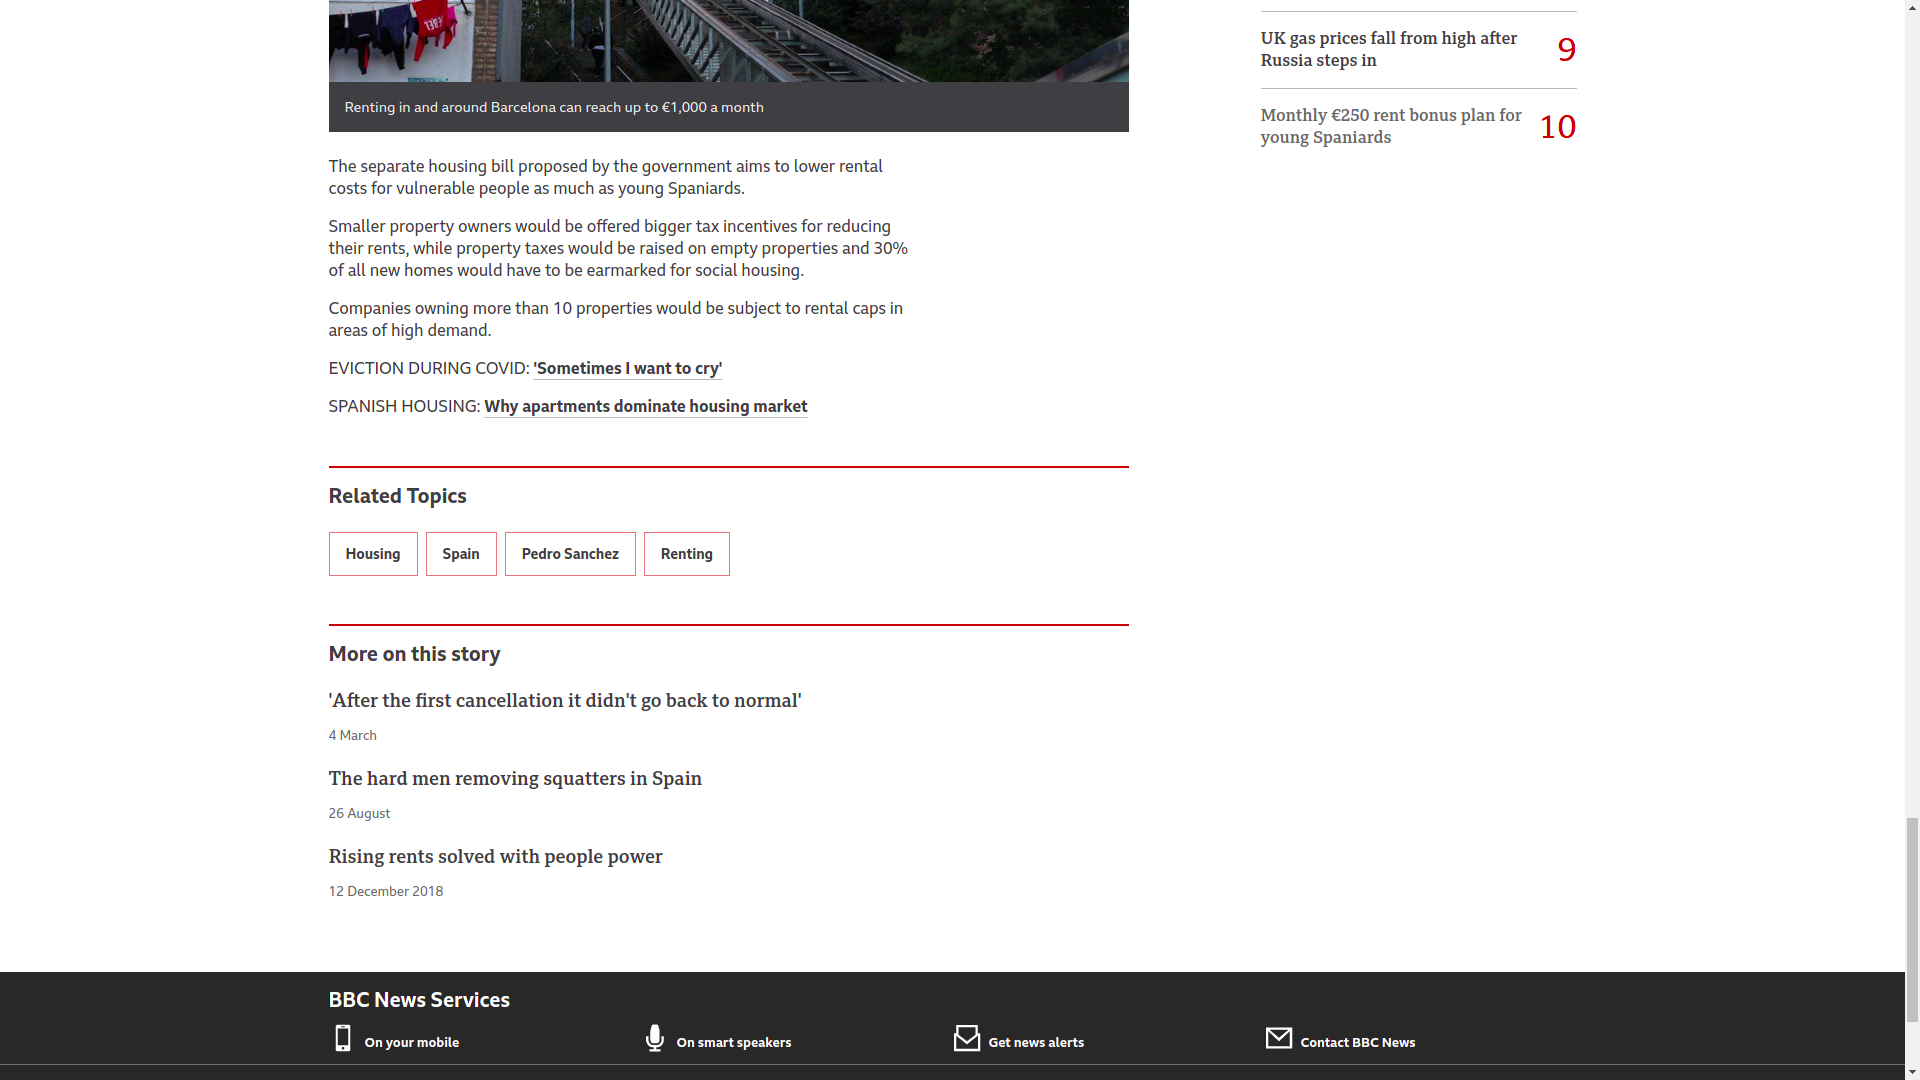 Renting in and around Barcelona can reach up to €1,000 a month
The separate housing bill proposed by the government aims to lower rental
costs for vulnerable people as much as young Spaniards.
Smaller property owners would be offered bigger tax incentives for reducing
their rents, while property taxes would be raised on empty properties and 30%
of all new homes would have to be earmarked for social housing.
Companies owning more than 10 properties would be subject to rental caps in
areas of high demand.
EVICTION DURING COVID: 'Sometimes I want to cry'
SPANISH HOUSING: Why apartments dominate housing market
Related Topics
Housing
Spain
Pedro Sanchez
Renting
More on this story
'After the first cancellation it didn't go back to normal'
4 March
The hard men removing squatters in Spain
26 August
Rising rents solved with people power
12 December 2018
UK gas prices fall from high after
Russia steps in
9
Monthly €250 rent bonus plan for
young Spaniards
10
BBC News Services
On your mobile
On smart speakers
Get news alerts
Contact BBC News